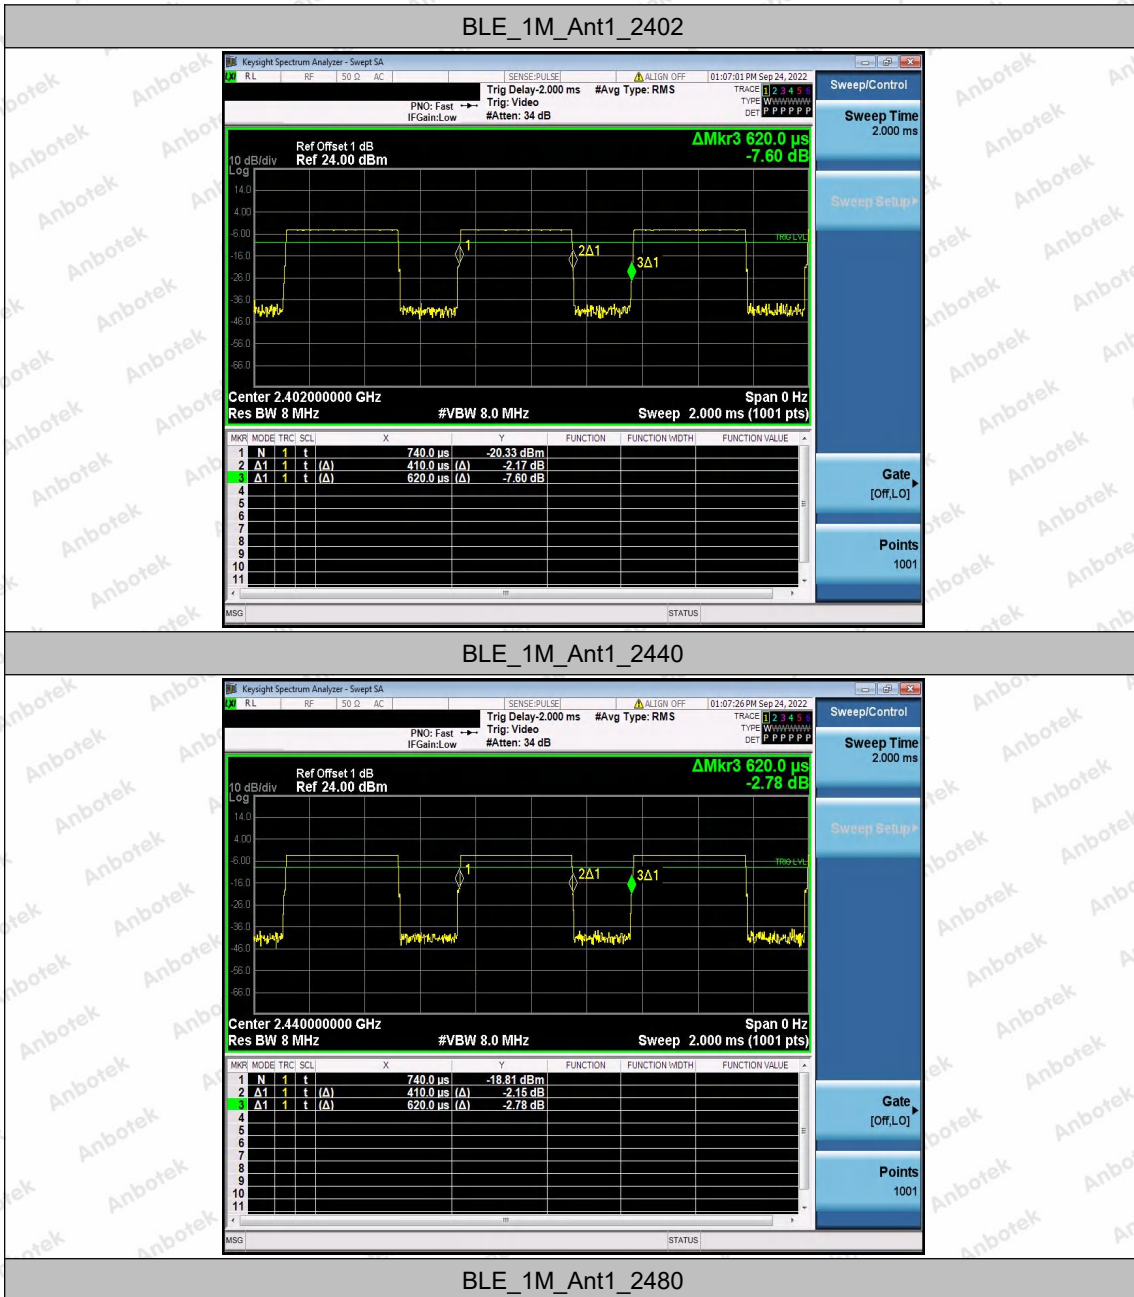 BLE_1M_Ant1_2402
Keysight Spectrum Analyzer - Swept SA
LXI RL RF 50 Ω AC SENSE:PULSE ALIGN OFF 01:07:01 PM Sep 24, 2022
Trig Delay-2.000 ms #Avg Type: RMS TRACE 1 2 3 4 5 6
PNO: Fast Trig: Video TYPE WWWWWW
IFGain:Low #Atten: 34 dB DET P P P P P P
Sweep/Control
Sweep Time
2.000 ms
Sweep Setup
Gate
[Off,LO]
Points
1001
ΔMkr3 620.0 µs
-7.60 dB
Ref Offset 1 dB
10 dB/div Ref 24.00 dBm
Log
14.0
4.00
-6.00
-16.0
-26.0
-36.0
-46.0
-56.0
-66.0
TRIG LVL
1
2Δ1
3Δ1
Center 2.402000000 GHz Span 0 Hz
Res BW 8 MHz #VBW 8.0 MHz Sweep 2.000 ms (1001 pts)
MKR MODE TRC SCL X Y FUNCTION FUNCTION WIDTH FUNCTION VALUE
1 N 1 t 740.0 µs -20.33 dBm
2 Δ1 1 t (Δ) 410.0 µs (Δ) -2.17 dB
3 Δ1 1 t (Δ) 620.0 µs (Δ) -7.60 dB
4
5
6
7
8
9
10
11
MSG STATUS
BLE_1M_Ant1_2440
Keysight Spectrum Analyzer - Swept SA
LXI RL RF 50 Ω AC SENSE:PULSE ALIGN OFF 01:07:26 PM Sep 24, 2022
Trig Delay-2.000 ms #Avg Type: RMS TRACE 1 2 3 4 5 6
PNO: Fast Trig: Video TYPE WWWWWW
IFGain:Low #Atten: 34 dB DET P P P P P P
Sweep/Control
Sweep Time
2.000 ms
Sweep Setup
Gate
[Off,LO]
Points
1001
ΔMkr3 620.0 µs
-2.78 dB
Ref Offset 1 dB
10 dB/div Ref 24.00 dBm
Log
14.0
4.00
-6.00
-16.0
-26.0
-36.0
-46.0
-56.0
-66.0
TRIG LVL
1
2Δ1
3Δ1
Center 2.440000000 GHz Span 0 Hz
Res BW 8 MHz #VBW 8.0 MHz Sweep 2.000 ms (1001 pts)
MKR MODE TRC SCL X Y FUNCTION FUNCTION WIDTH FUNCTION VALUE
1 N 1 t 740.0 µs -18.81 dBm
2 Δ1 1 t (Δ) 410.0 µs (Δ) -2.15 dB
3 Δ1 1 t (Δ) 620.0 µs (Δ) -2.78 dB
4
5
6
7
8
9
10
11
MSG STATUS
BLE_1M_Ant1_2480